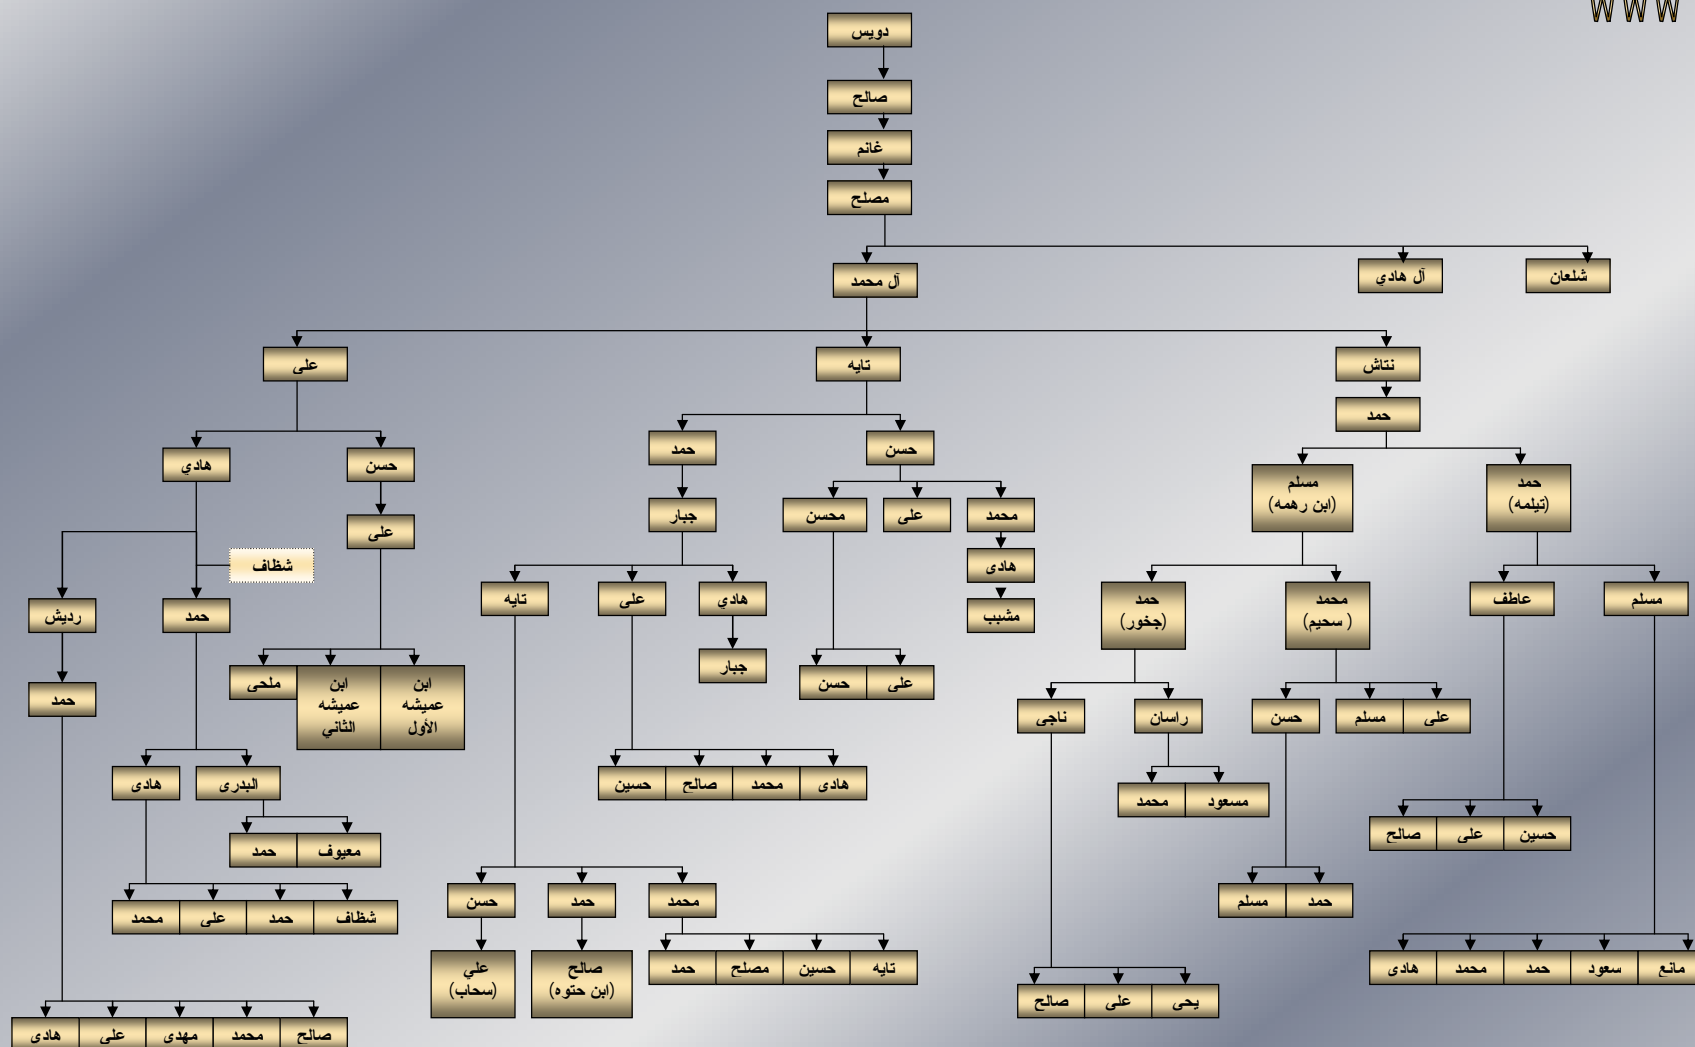 WWW
دويس
صالح
غانم
مصلح
شلعان
آل هادي
آل محمد
نتاش
تايه
على
حمد
حسن
حمد
حسن
هادي
حمد
(تيلمه)
مسلم
(ابن رهمه)
محمد
على
محسن
جبار
على
شظاف
هادى
مشبب
مسلم
عاطف
محمد
( سحيم)
حمد
(جخور)
هادي
على
تايه
حمد
رديش
جبار
على
حسن
ابن
عميشه
الأول
ابن
عميشه
الثاني
ملحى
حمد
على
مسلم
حسن
راسان
ناجى
هادى
محمد
صالح
حسين
البدرى
هادى
مسعود
محمد
حسين
على
صالح
معيوف
حمد
حمد
مسلم
محمد
حمد
حسن
شظاف
حمد
على
محمد
مانع
سعود
حمد
محمد
هادى
تايه
حسين
مصلح
حمد
صالح
(ابن حتوه)
علي
(سحاب)
يحى
على
صالح
صالح
محمد
مهدى
على
هادى